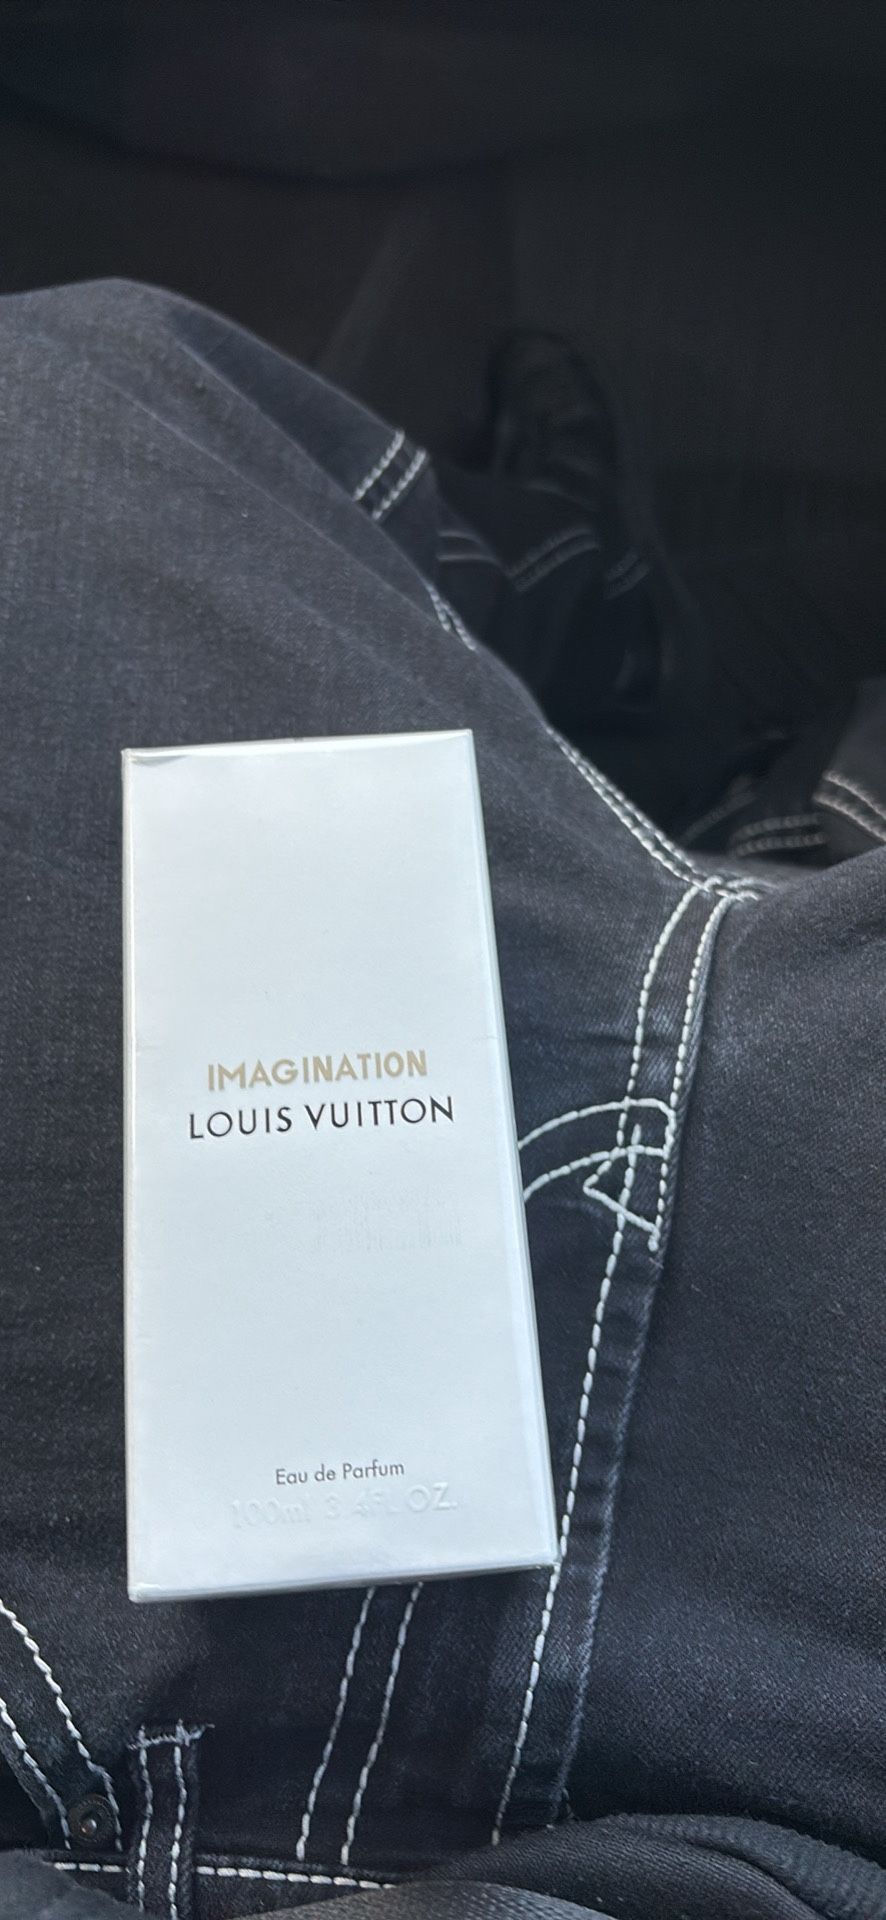 IMAGINATION
LOUIS VUITTON
Eau de Parfum
100ml 3.4FL OZ.